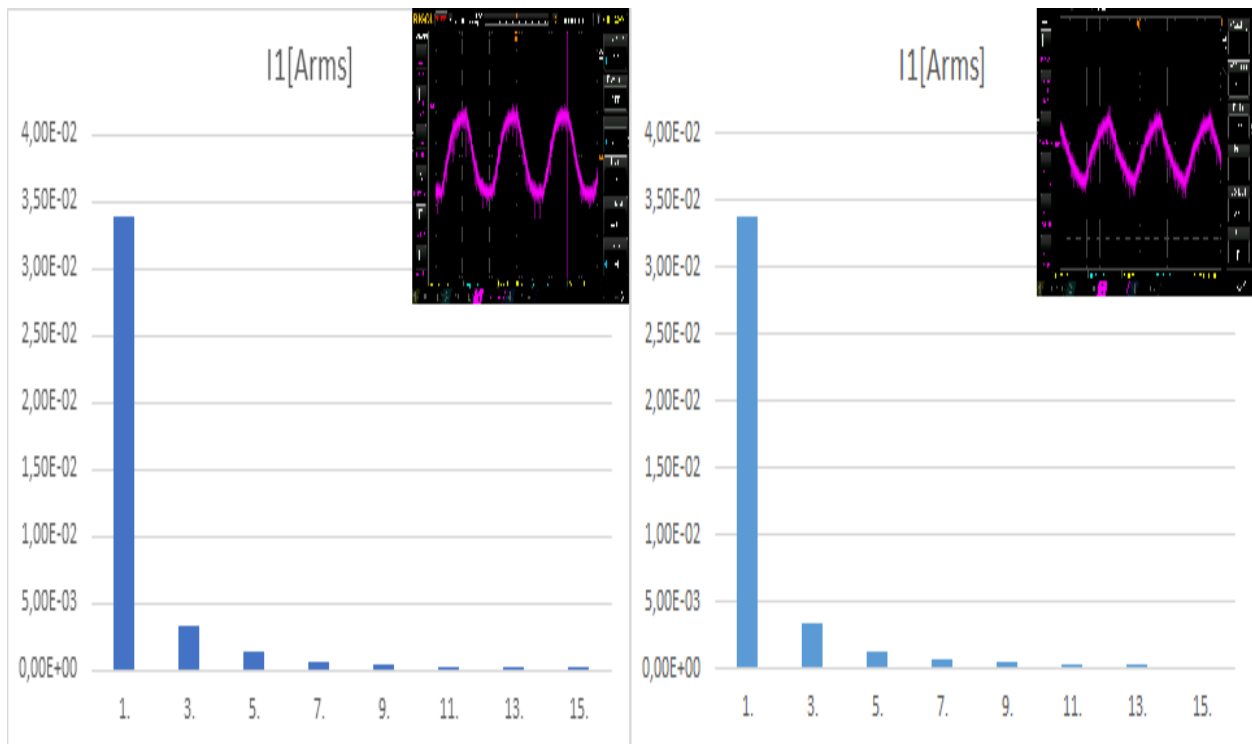 I1[Arms]
4,00E-02
3,50E-02
3,00E-02
2,50E-02
2,00E-02
1,50E-02
1,00E-02
5,00E-03
0,00E+00
1. 3. 5. 7. 9. 11. 13. 15.
I1[Arms]
4,00E-02
3,50E-02
3,00E-02
2,50E-02
2,00E-02
1,50E-02
1,00E-02
5,00E-03
0,00E+00
1. 3. 5. 7. 9. 11. 13. 15.